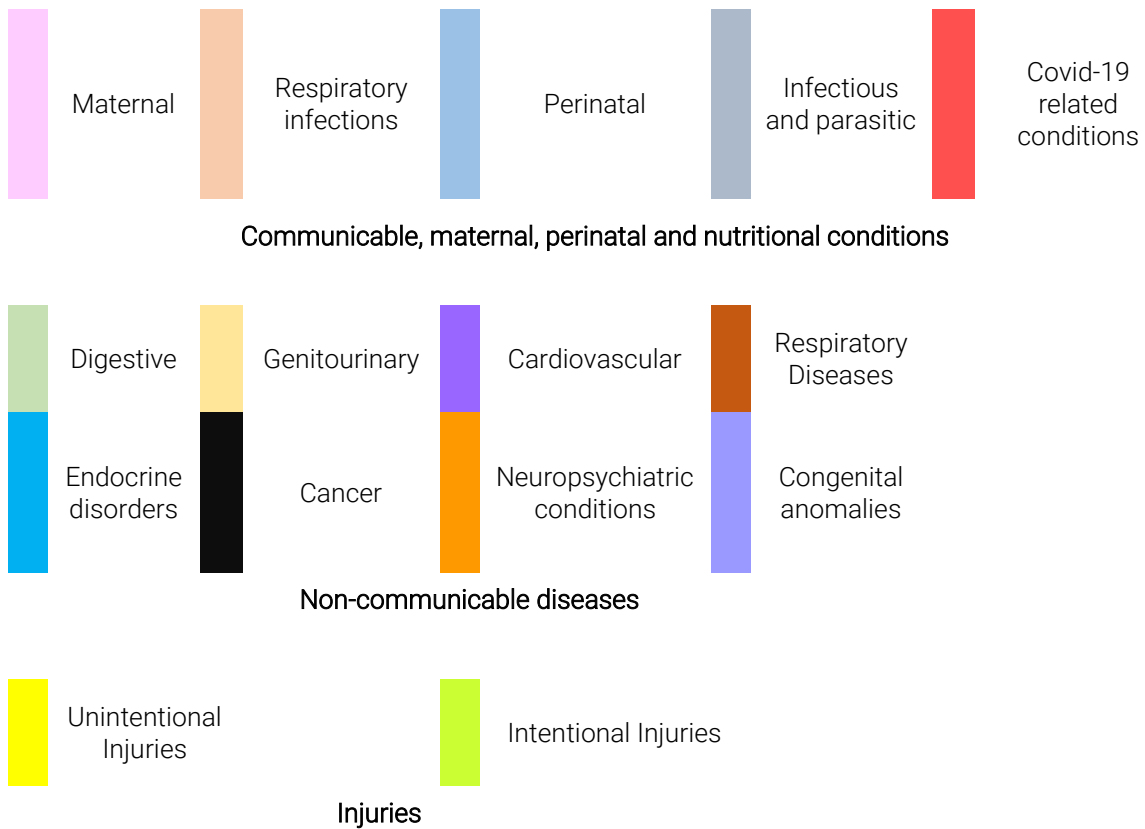 Maternal
Respiratory
infections
Perinatal
Infectious
and parasitic
Covid-19
related
conditions
Communicable, maternal, perinatal and nutritional conditions
Digestive
Genitourinary
Cardiovascular
Respiratory
Diseases
Endocrine
disorders
Cancer
Neuropsychiatric
conditions
Congenital
anomalies
Non-communicable diseases
Unintentional
Injuries
Intentional Injuries
Injuries